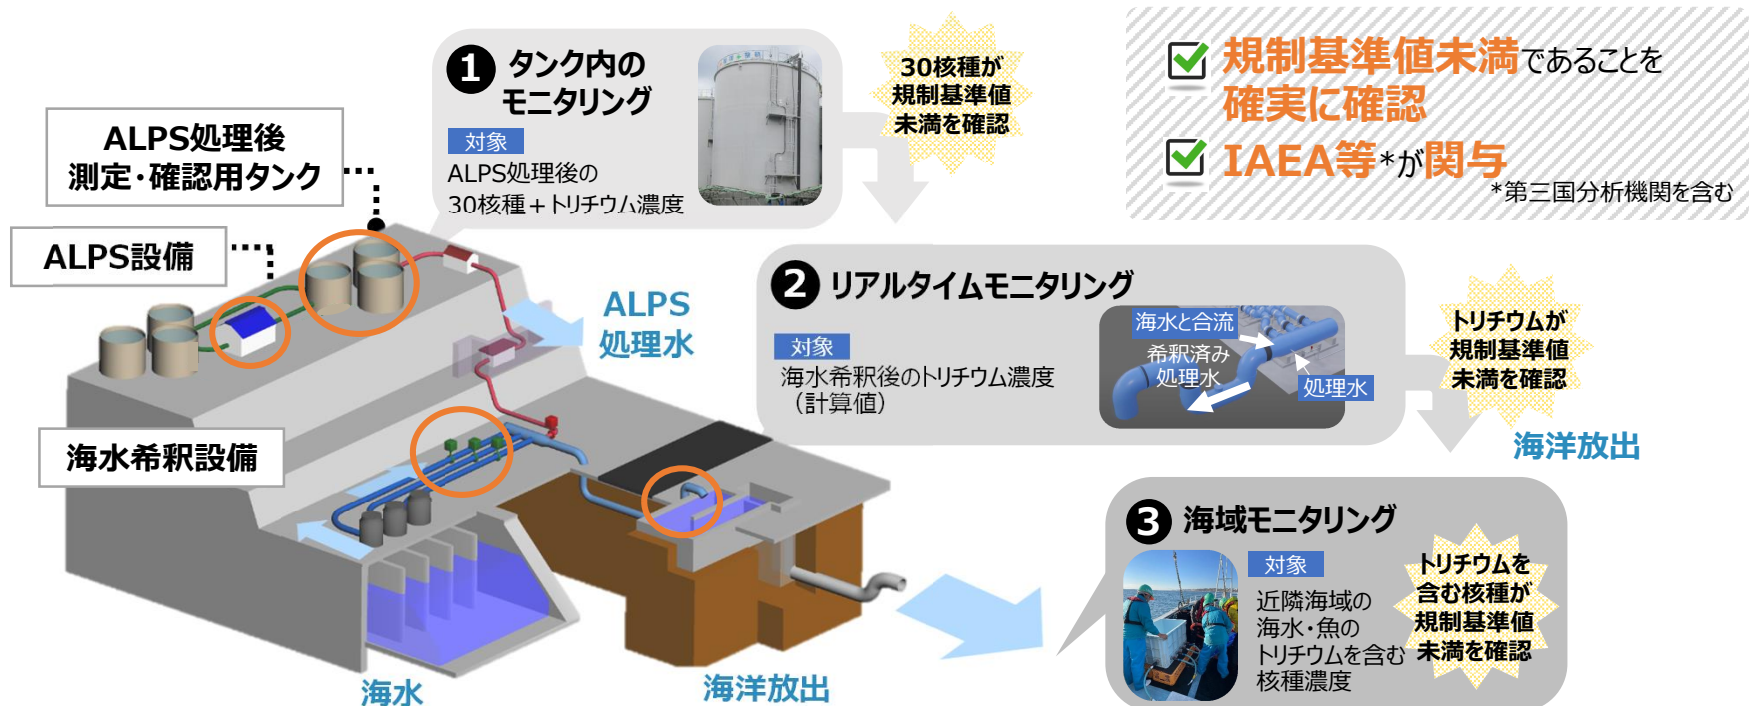 ❶ タンク内の
モニタリング
対象
ALPS処理後の
30核種＋トリチウム濃度
30核種が
規制基準値
未満を確認
規制基準値未満であることを
確実に確認
IAEA等*が関与
*第三国分析機関を含む
ALPS処理後
測定・確認用タンク
ALPS設備
ALPS
処理水
海水希釈設備
海水
海洋放出
❷ リアルタイムモニタリング
対象
海水希釈後のトリチウム濃度
（計算値）
海水と合流
希釈済み
処理水
処理水
トリチウムが
規制基準値
未満を確認
海洋放出
❸ 海域モニタリング
対象
近隣海域の
海水・魚の
トリチウムを含む
核種濃度
トリチウムを
含む核種が
規制基準値
未満を確認